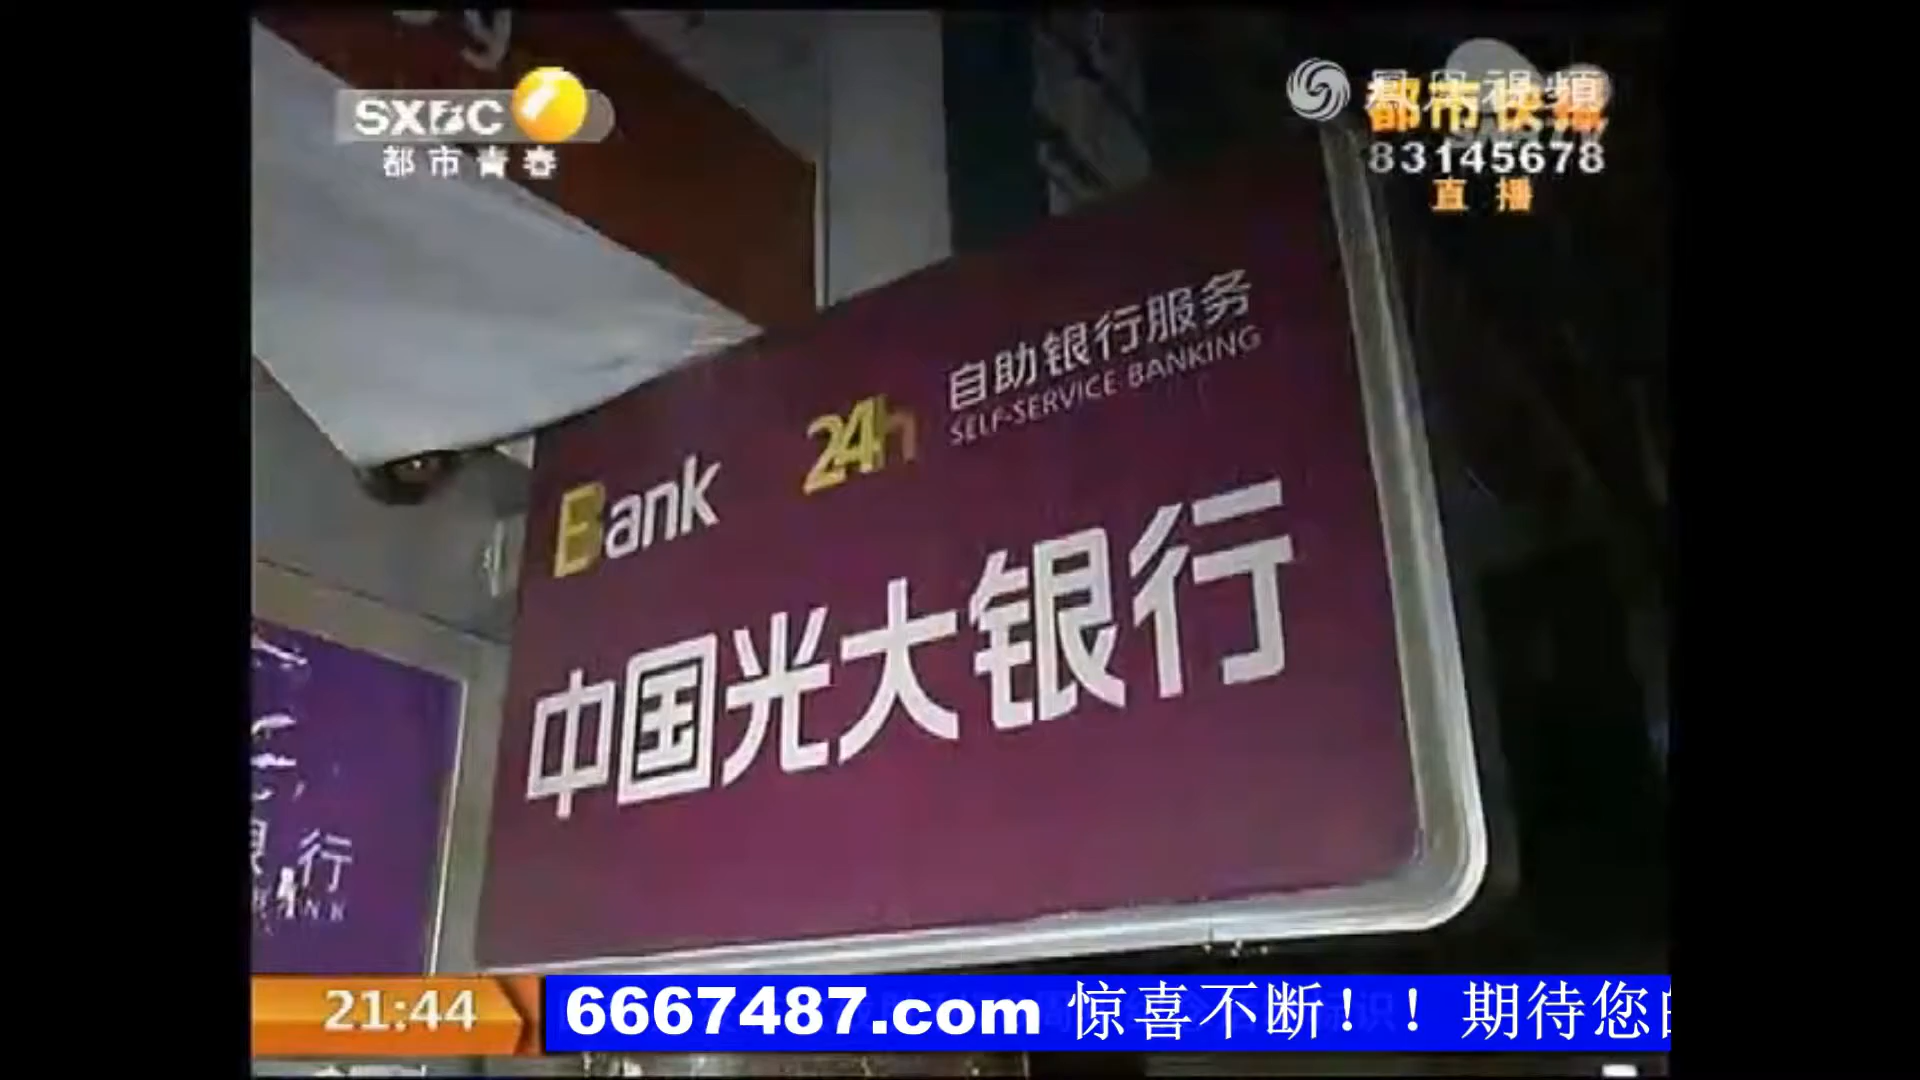 SXBC
都市青春
都市快报
83145678
直播
自助银行服务
SELF-SERVICE BANKING
Bank 24h
中国光大银行
银行
21:44
6667487.com 惊喜不断！！期待您的